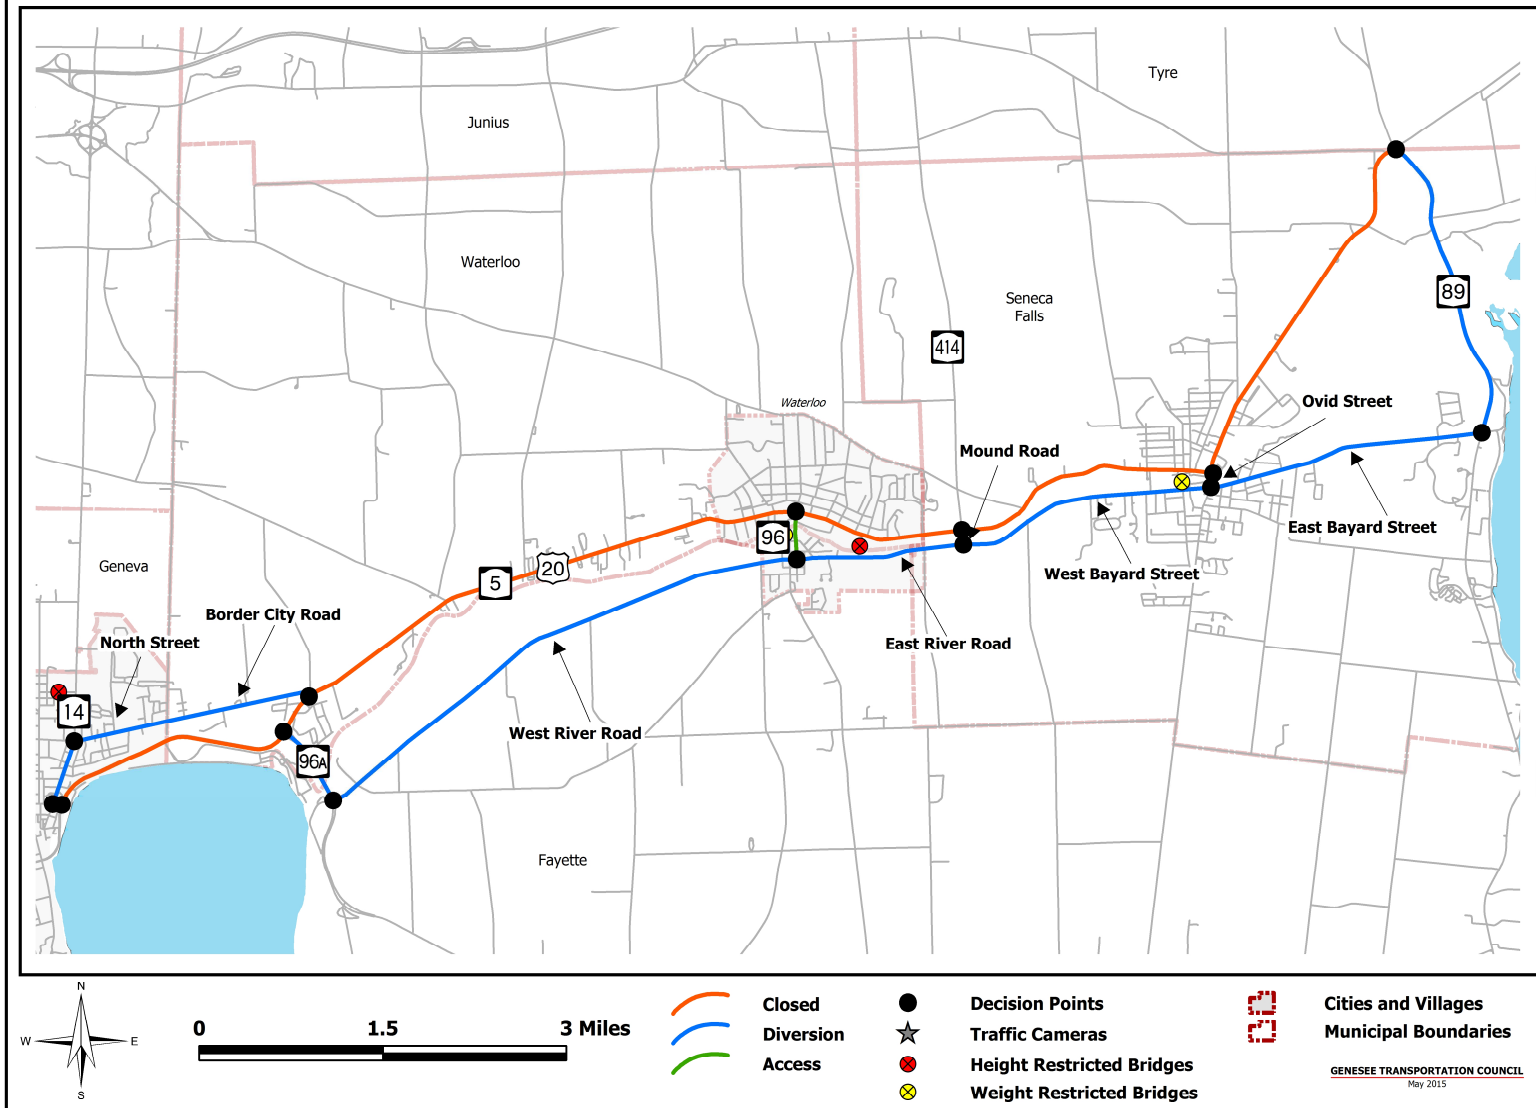 Tyre
Junius
Waterloo
89
Seneca
Falls
414
Waterloo
Ovid Street
Mound Road
East Bayard Street
96
20
5
Geneva
West Bayard Street
Border City Road
North Street
East River Road
14
West River Road
96A
Fayette
N
W E
S
0 1.5 3 Miles
Closed
Diversion
Access
Decision Points
Traffic Cameras
Height Restricted Bridges
Weight Restricted Bridges
Cities and Villages
Municipal Boundaries
GENESEE TRANSPORTATION COUNCIL
May 2015